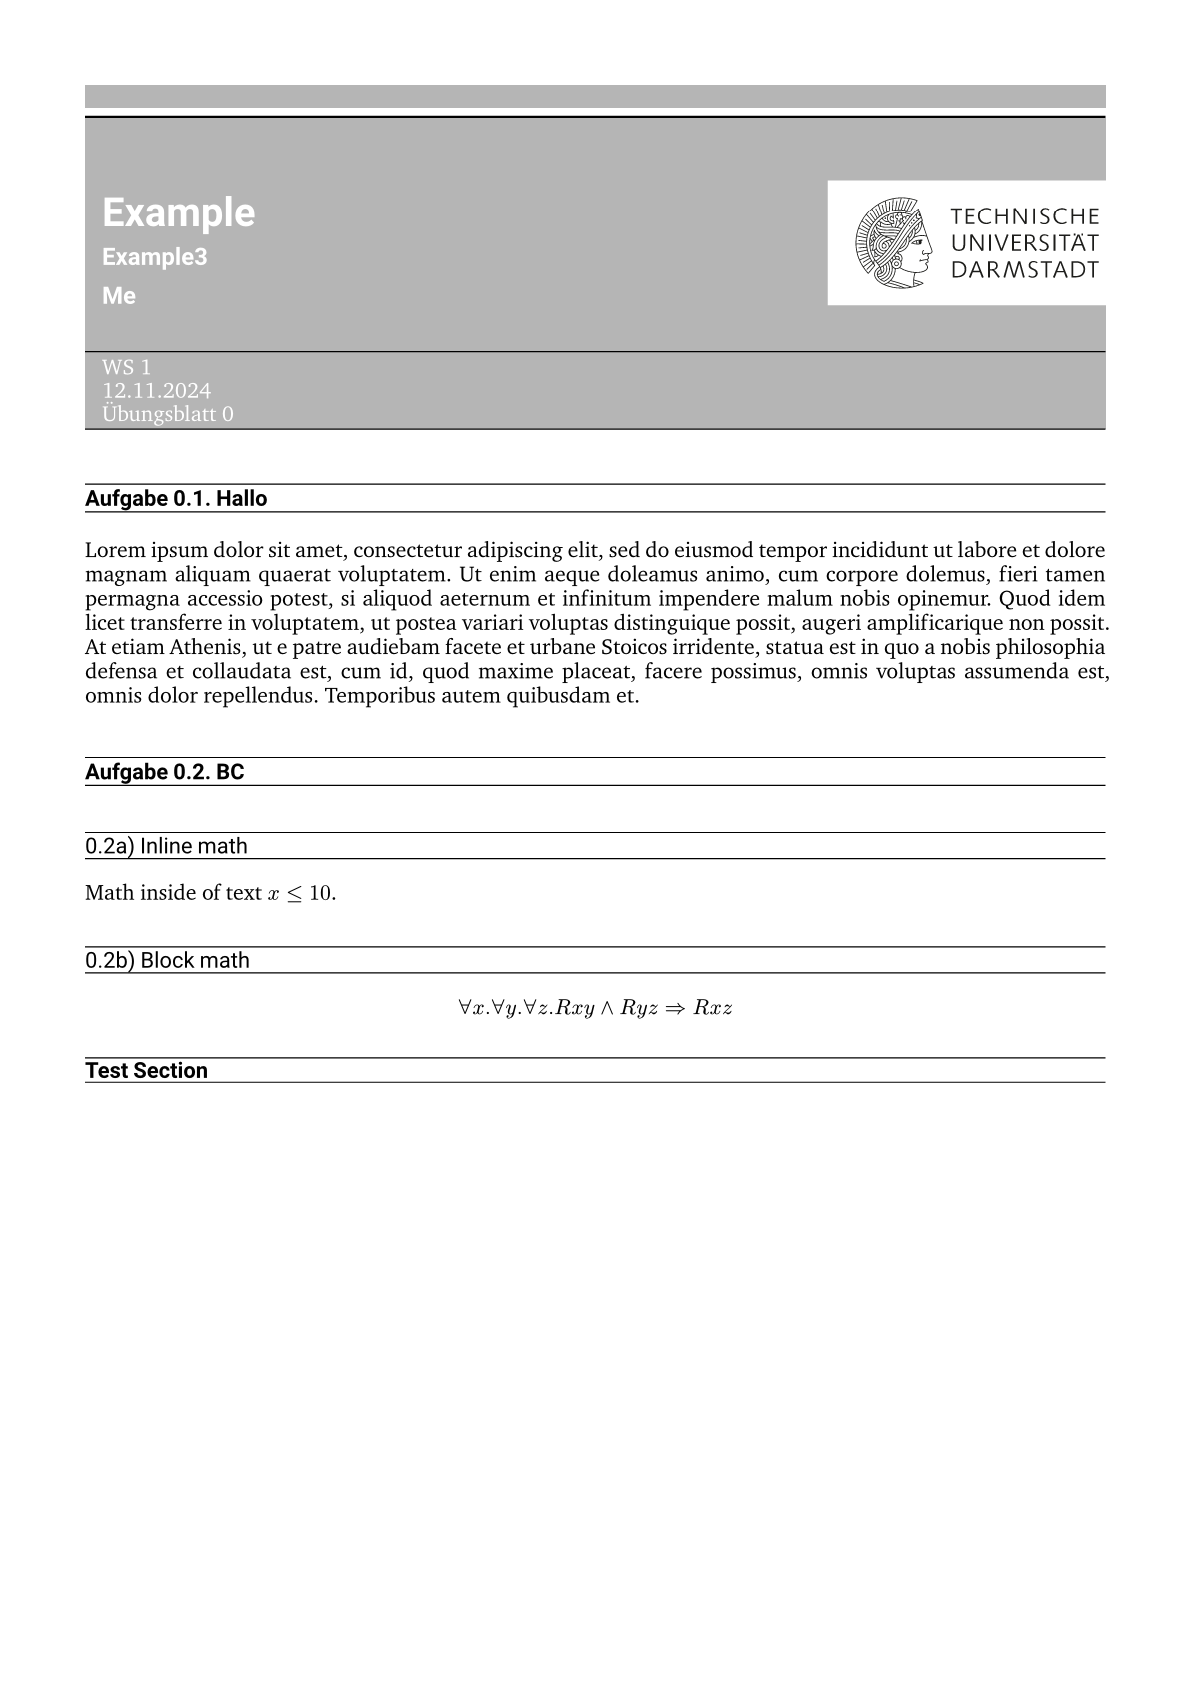 Example
Example3
Me
TECHNISCHE
UNIVERSITÄT
DARMSTADT
WS 1
12.11.2024
Übungsblatt 0
Aufgabe 0.1. Hallo
Lorem ipsum dolor sit amet, consectetur adipiscing elit, sed do eiusmod tempor incididunt ut labore et dolore
magnam aliquam quaerat voluptatem. Ut enim aeque doleamus animo, cum corpore dolemus, fieri tamen
permagna accessio potest, si aliquod aeternum et infinitum impendere malum nobis opinemur. Quod idem
licet transferre in voluptatem, ut postea variari voluptas distinguique possit, augeri amplificarique non possit.
At etiam Athenis, ut e patre audiebam facete et urbane Stoicos irridente, statua est in quo a nobis philosophia
defensa et collaudata est, cum id, quod maxime placeat, facere possimus, omnis voluptas assumenda est,
omnis dolor repellendus. Temporibus autem quibusdam et.
Aufgabe 0.2. BC
0.2a) Inline math
Math inside of text x ≤ 10.
0.2b) Block math
∀x.∀y.∀z.Rxy ∧ Ryz ⇒ Rxz
Test Section